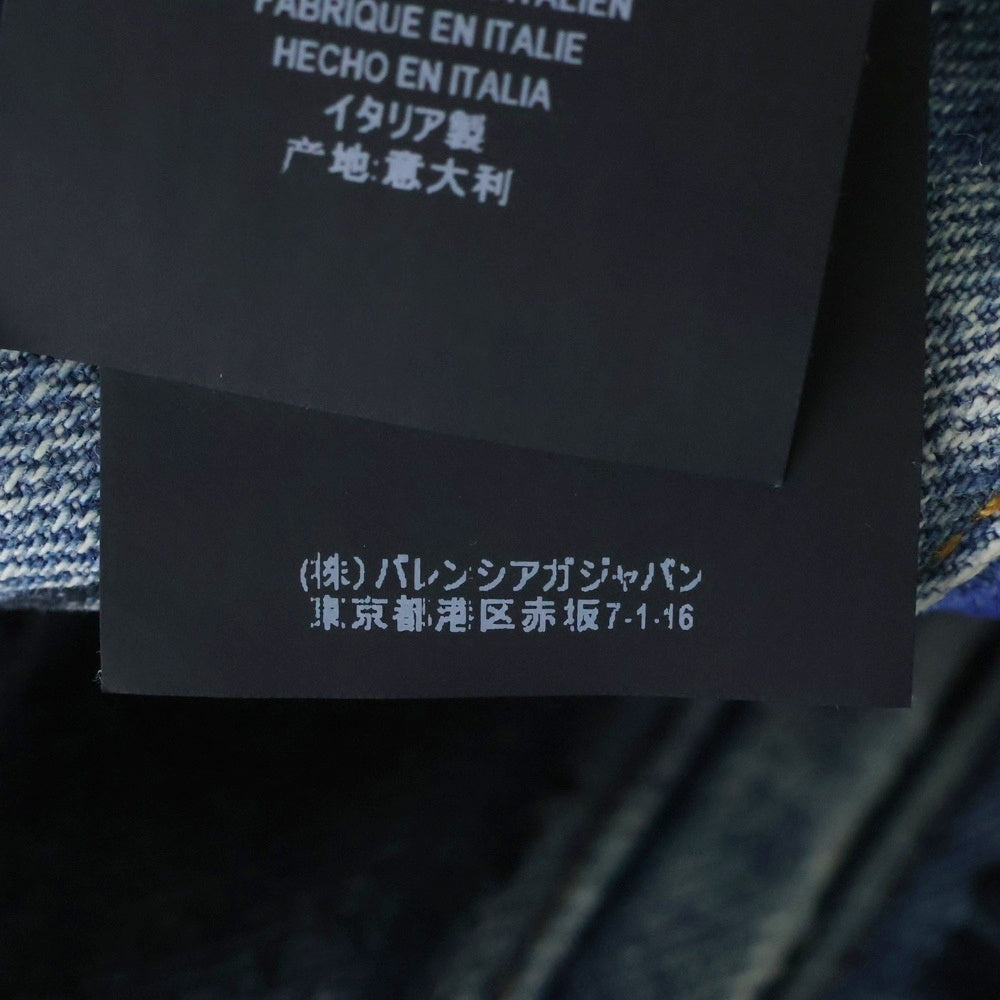 ITALIEN
FABRIQUE EN ITALIE
HECHO EN ITALIA
イタリア製
产地:意大利
(株)バレンシアガジャパン
東京都港区赤坂7-1-16